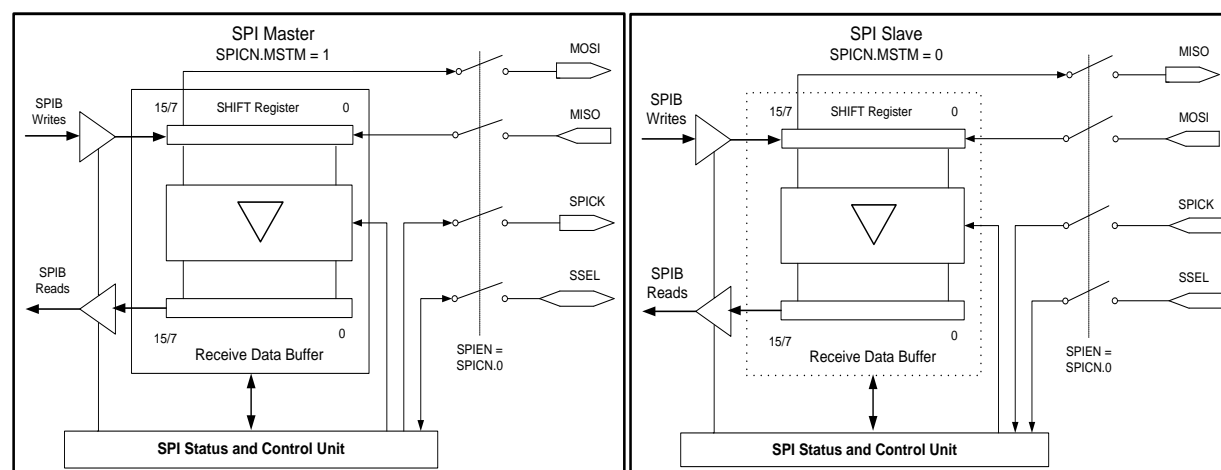 SPI Master
SPICN.MSTM = 1
MOSI
15/7
SHIFT Register
0
SPIB
Writes
MISO
SPICK
SPIB
Reads
SSEL
15/7
0
Receive Data Buffer
SPIEN =
SPICN.0
SPI Status and Control Unit
SPI Slave
SPICN.MSTM = 0
MISO
15/7
SHIFT Register
0
SPIB
Writes
MOSI
SPICK
SPIB
Reads
SSEL
15/7
0
Receive Data Buffer
SPIEN =
SPICN.0
SPI Status and Control Unit